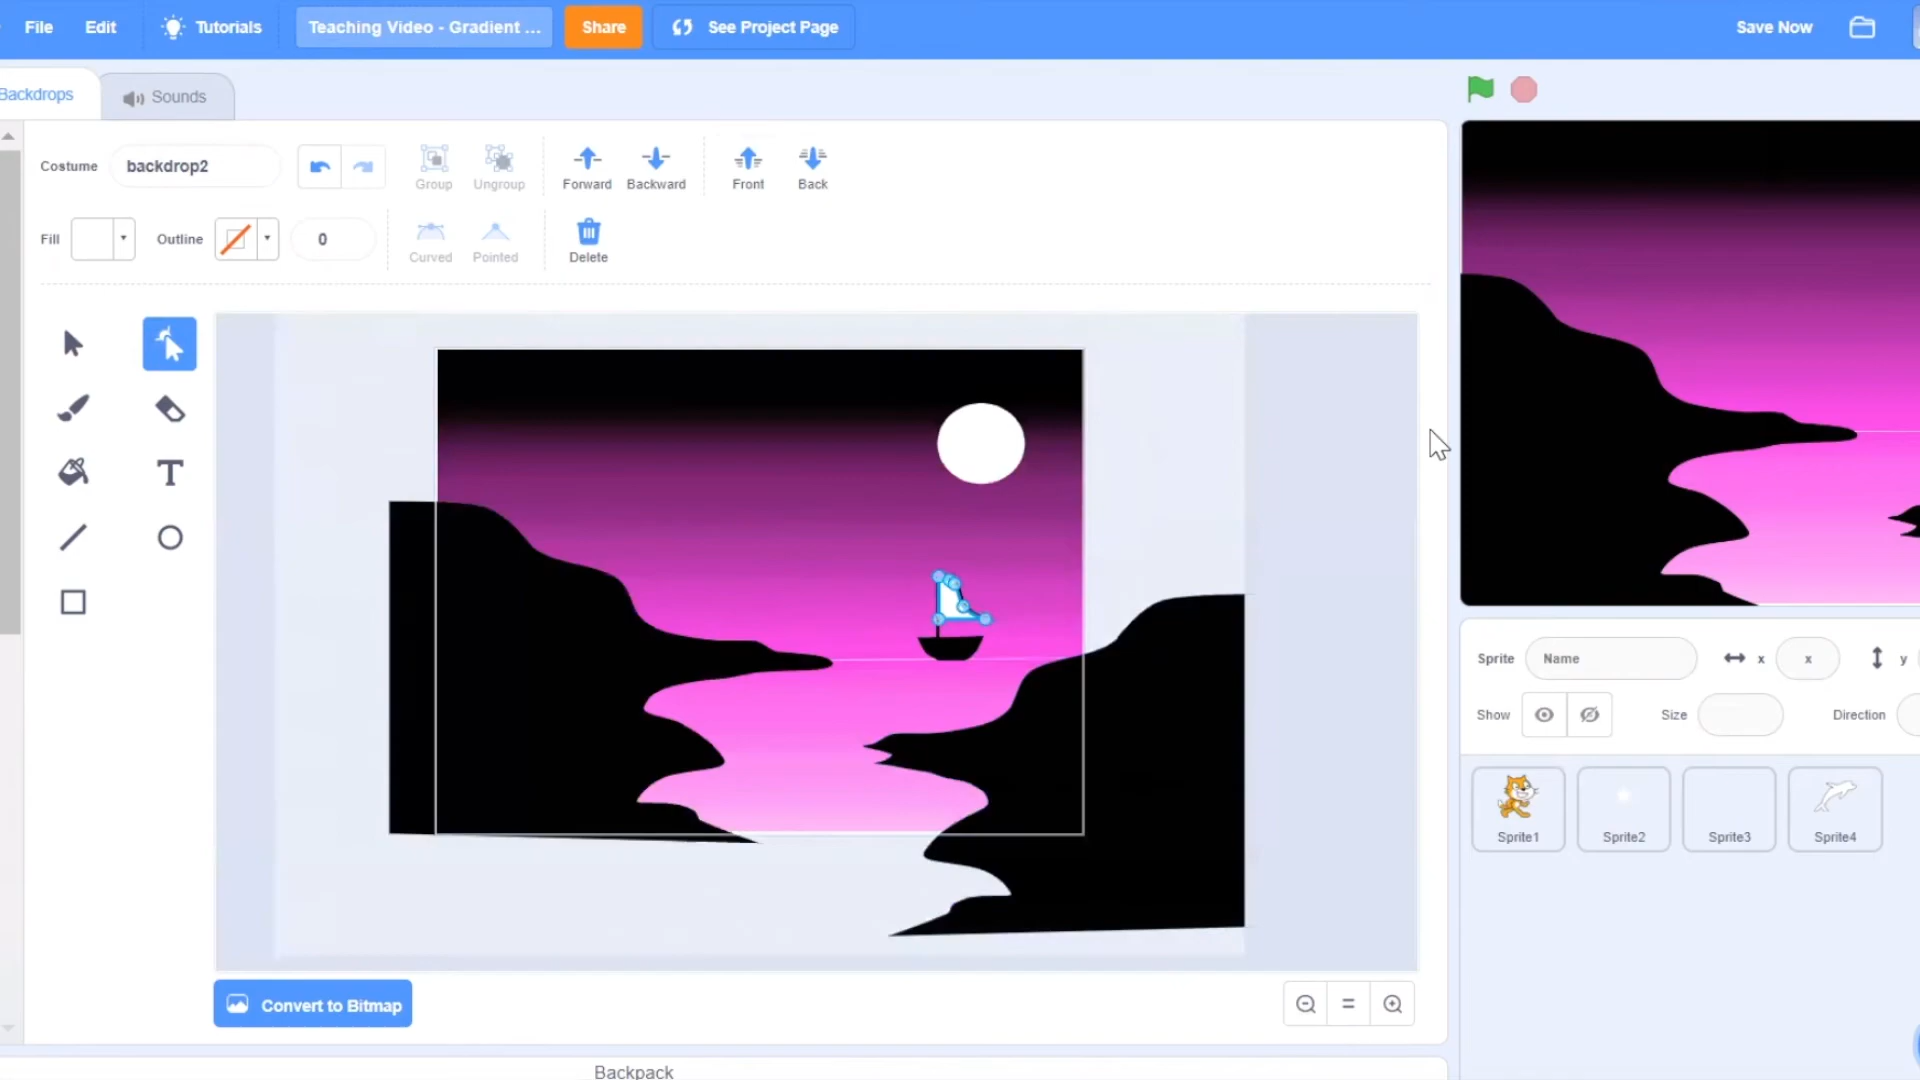 File Edit Tutorials Teaching Video - Gradient ... Share See Project Page Save Now
Backdrops Sounds
Costume backdrop2 Group Ungroup Forward Backward Front Back
Fill Outline 0 Curved Pointed Delete
T
Sprite Name x x y
Show Size Direction
Sprite1 Sprite2 Sprite3 Sprite4
Convert to Bitmap
Backpack